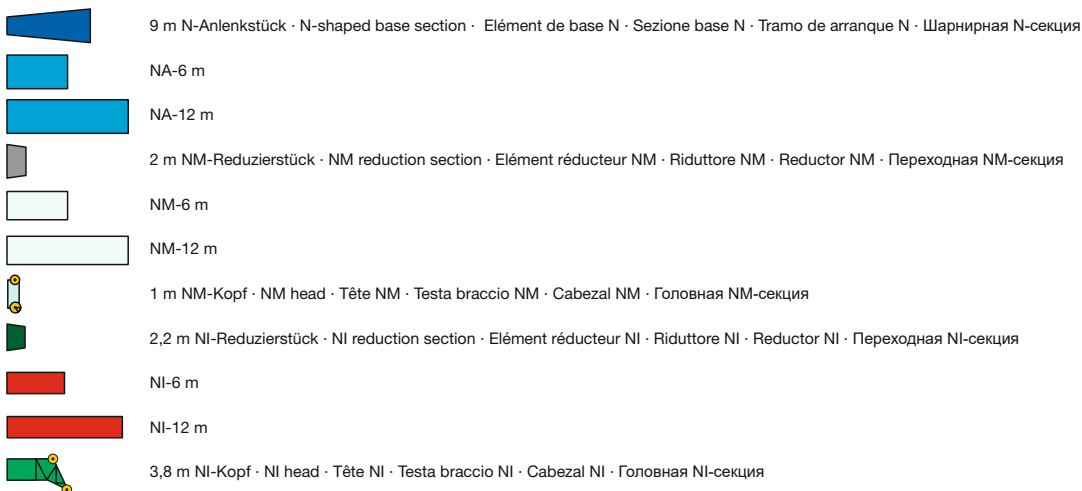 9 m N-Anlenkstück · N-shaped base section · Elément de base N · Sezione base N · Tramo de arranque N · Шарнирная N-секция
NA-6 m
NA-12 m
2 m NM-Reduzierstück · NM reduction section · Elément réducteur NM · Riduttore NM · Reductor NM · Переходная NM-секция
NM-6 m
NM-12 m
1 m NM-Kopf · NM head · Tête NM · Testa braccio NM · Cabezal NM · Головная NM-секция
2,2 m NI-Reduzierstück · NI reduction section · Elément réducteur NI · Riduttore NI · Reductor NI · Переходная NI-секция
NI-6 m
NI-12 m
3,8 m NI-Kopf · NI head · Tête NI · Testa braccio NI · Cabezal NI · Головная NI-секция